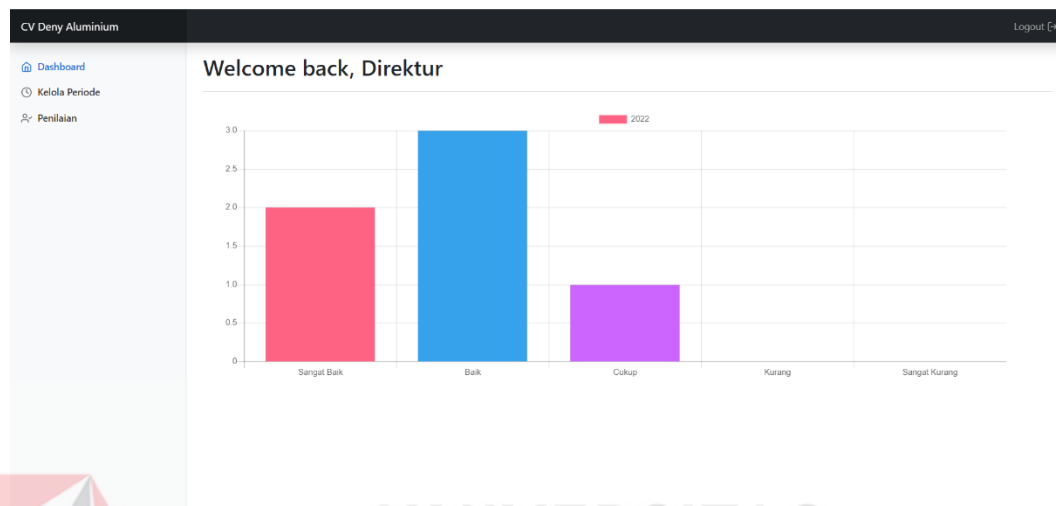 CV Deny Aluminium
Logout
Dashboard
Kelola Periode
Penilaian
Welcome back, Direktur
2022
3.0
2.5
2.0
1.5
1.0
0.5
0
Sangat Baik
Baik
Cukup
Kurang
Sangat Kurang